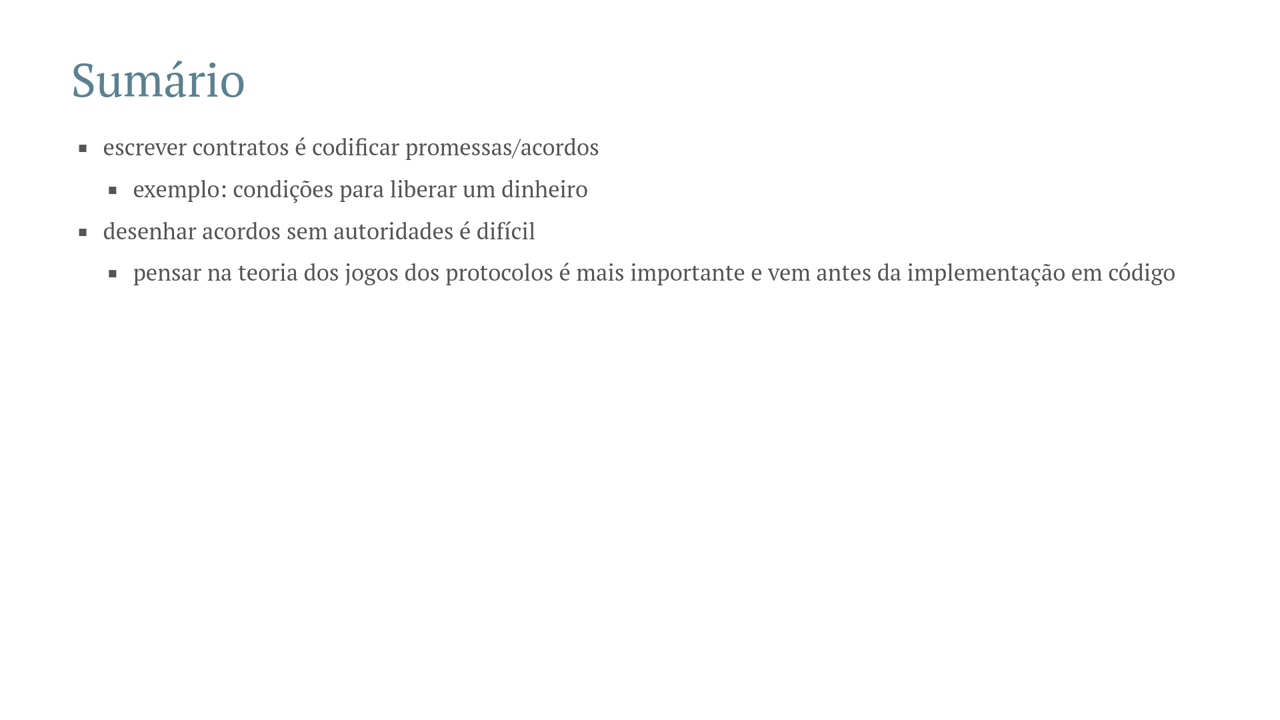 Sumário
▪ escrever contratos é codificar promessas/acordos
▪ exemplo: condições para liberar um dinheiro
▪ desenhar acordos sem autoridades é difícil
▪ pensar na teoria dos jogos dos protocolos é mais importante e vem antes da implementação em código